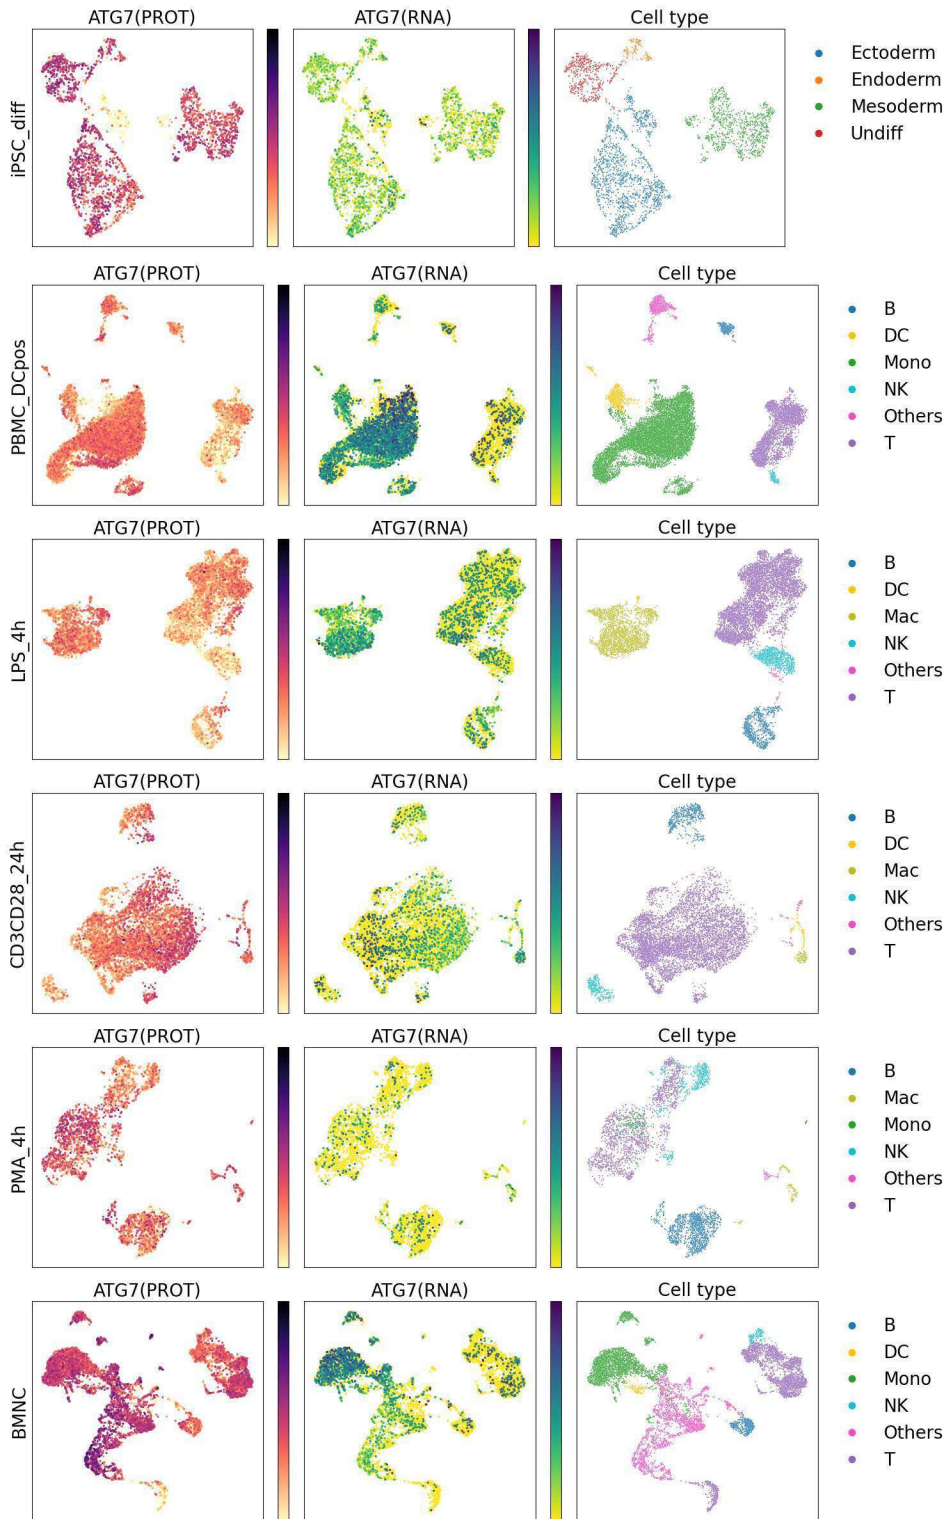 ATG7(PROT) ATG7(RNA) Cell type
iPSC_diff
Ectoderm
Endoderm
Mesoderm
Undiff
ATG7(PROT) ATG7(RNA) Cell type
PBMC_DCpos
B
DC
Mono
NK
Others
T
ATG7(PROT) ATG7(RNA) Cell type
LPS_4h
B
DC
Mac
NK
Others
T
ATG7(PROT) ATG7(RNA) Cell type
CD3CD28_24h
B
DC
Mac
NK
Others
T
ATG7(PROT) ATG7(RNA) Cell type
PMA_4h
B
Mac
Mono
NK
Others
T
ATG7(PROT) ATG7(RNA) Cell type
BMNC
B
DC
Mono
NK
Others
T